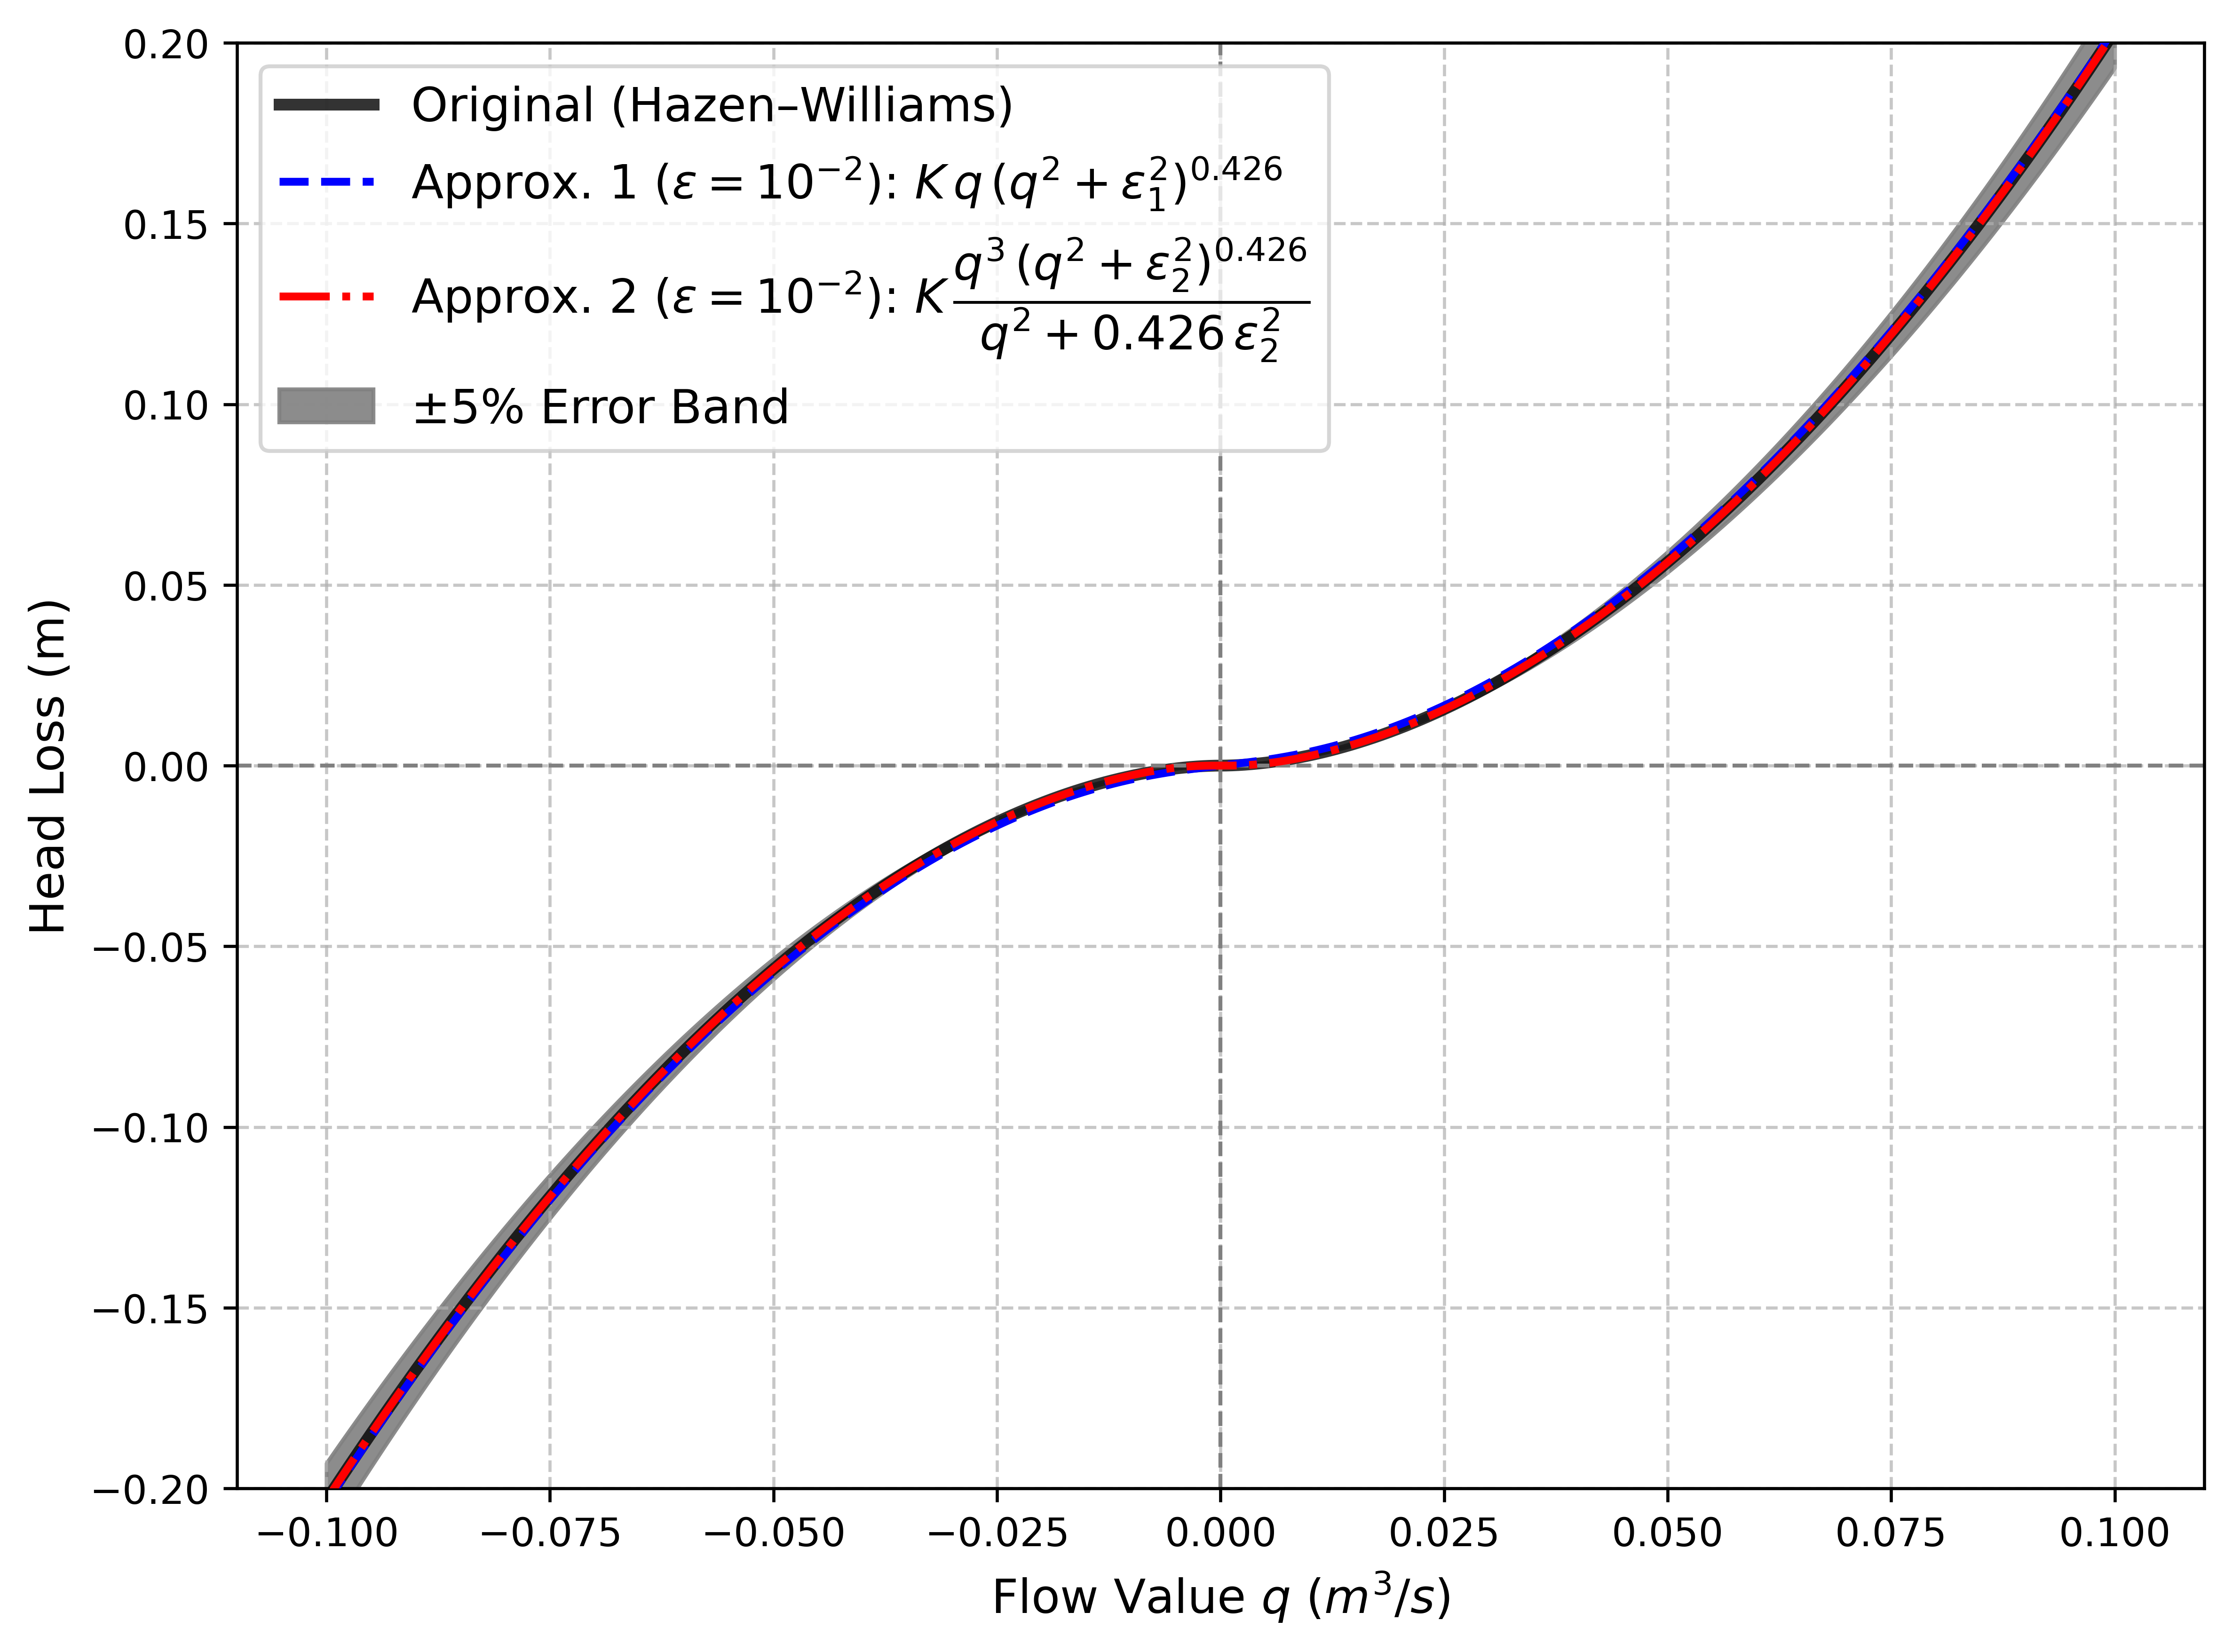 0.20
0.15
0.10
0.05
0.00
−0.05
−0.10
−0.15
−0.20
Head Loss (m)
Original (Hazen–Williams)
Approx. 1 (ε = 10⁻²): K q (q² + ε₁²)^0.426
Approx. 2 (ε = 10⁻²): K q³ (q² + ε₂²)^0.426 / q² + 0.426 ε₂²
±5% Error Band
−0.100 −0.075 −0.050 −0.025 0.000 0.025 0.050 0.075 0.100
Flow Value q (m³/s)